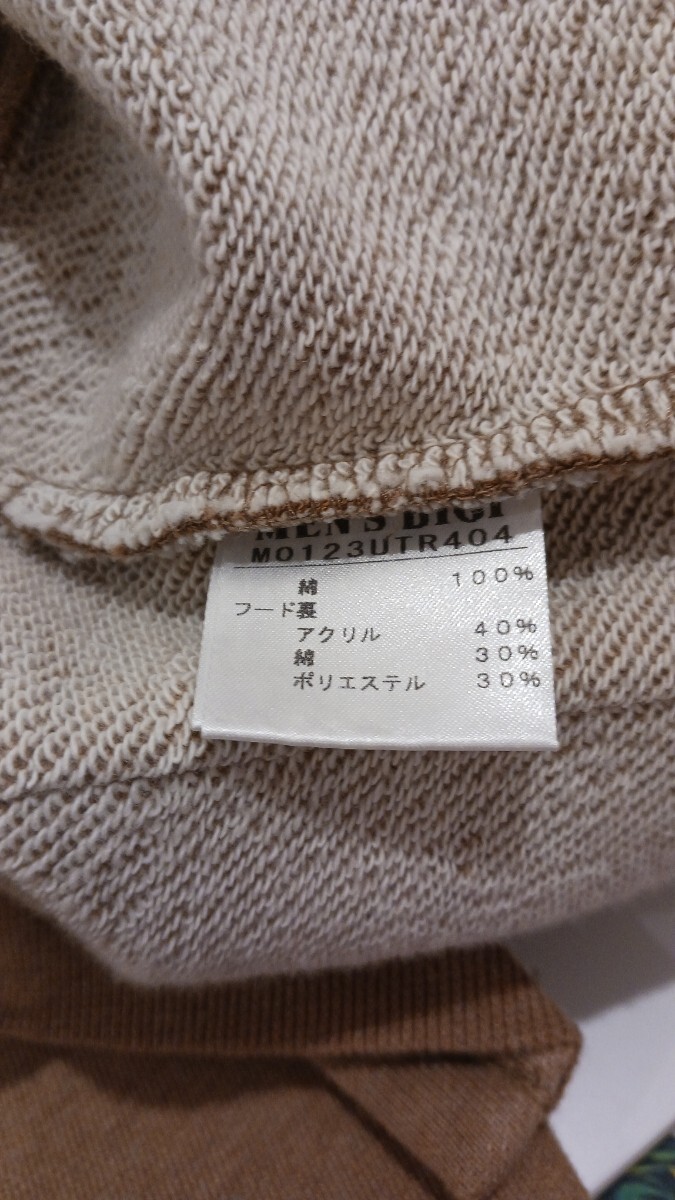 MEN'S BIGI
M0123UTR404
綿 100%
フード裏
アクリル 40%
綿 30%
ポリエステル 30%